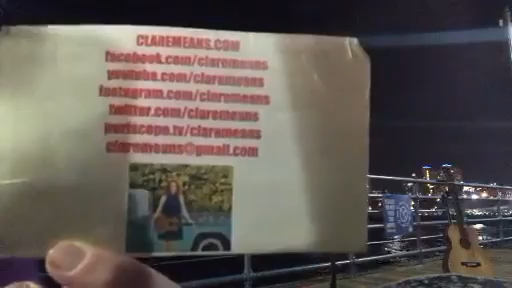 CLAREMEANS.COM
facebook.com/claremeans
youtube.com/claremeans
instagram.com/claremeans
twitter.com/claremeans
periscope.tv/claremeans
claremeans@gmail.com